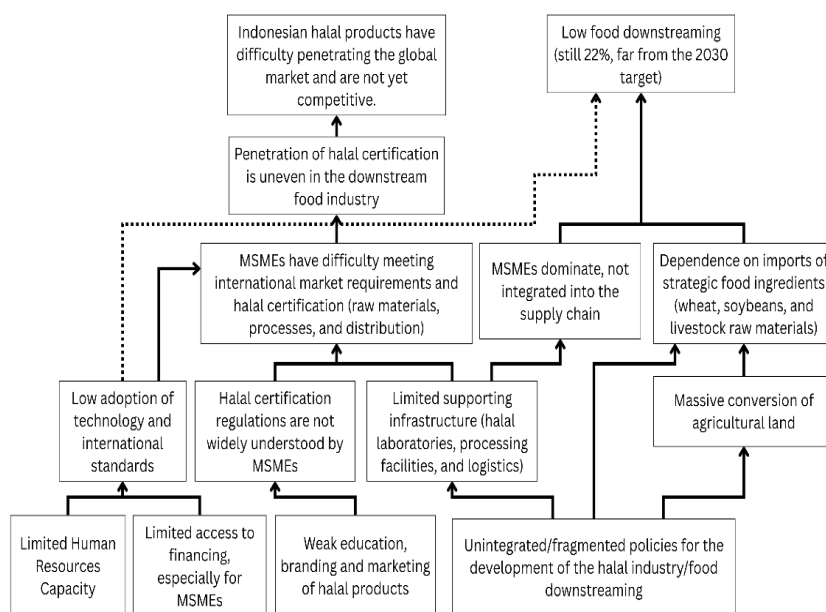 Indonesian halal products have
difficulty penetrating the global
market and are not yet
competitive.
Low food downstreaming
(still 22%, far from the 2030
target)
Penetration of halal certification
is uneven in the downstream
food industry
MSMEs have difficulty meeting
international market requirements and
halal certification (raw materials,
processes, and distribution)
MSMEs dominate, not
integrated into the
supply chain
Dependence on imports of
strategic food ingredients
(wheat, soybeans, and
livestock raw materials)
Low adoption of
technology and
international
standards
Halal certification
regulations are not
widely understood by
MSMEs
Limited supporting
infrastructure (halal
laboratories, processing
facilities, and logistics)
Massive conversion of
agricultural land
Limited Human
Resources
Capacity
Limited access to
financing,
especially for
MSMEs
Weak education,
branding and marketing
of halal products
Unintegrated/fragmented policies for the
development of the halal industry/food
downstreaming